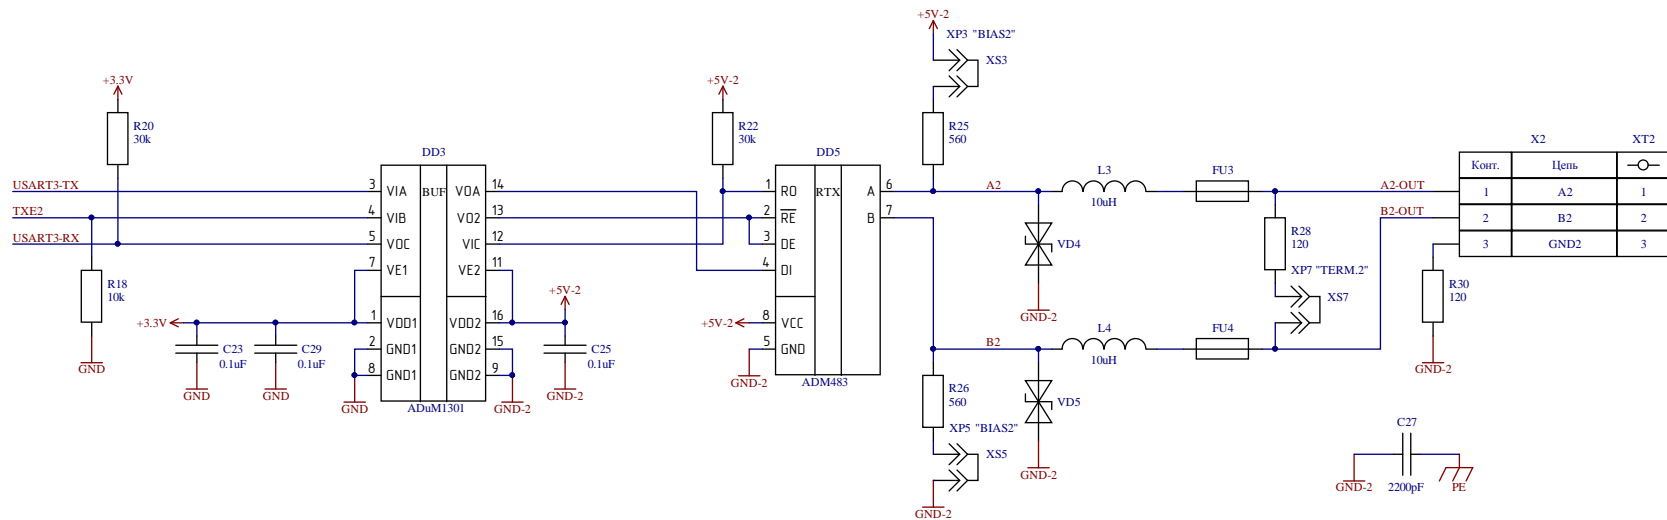 +5V-2
XP3 "BIAS2"
XS3
+3.3V
+5V-2
R20
30k
R22
30k
R25
560
DD3
DD5
X2
XT2
L3
FU3
Конт.
Цепь
USART3-TX
3
VIA
BUF
VOA
14
1
RO
RTX
A
6
A2
10uH
A2-OUT
1
A2
1
TXE2
4
VIB
VO2
13
2
RE
B
7
B2-OUT
2
B2
2
USART3-RX
5
VOC
VIC
12
3
DE
VD4
R28
120
3
GND2
3
7
VE1
VE2
11
4
DI
XP7 "TERM.2"
R18
10k
+5V-2
XS7
R30
120
+3.3V
1
VDD1
VDD2
16
+5V-2
8
VCC
GND-2
L4
FU4
C23
0.1uF
C29
0.1uF
2
GND1
GND2
15
C25
0.1uF
5
GND
B2
10uH
GND
8
GND1
GND2
9
GND-2
ADM483
GND-2
R26
560
VD5
GND
GND
GND
ADuM1301
GND-2
GND-2
XP5 "BIAS2"
XS5
C27
GND-2
GND-2
2200pF
PE
GND-2